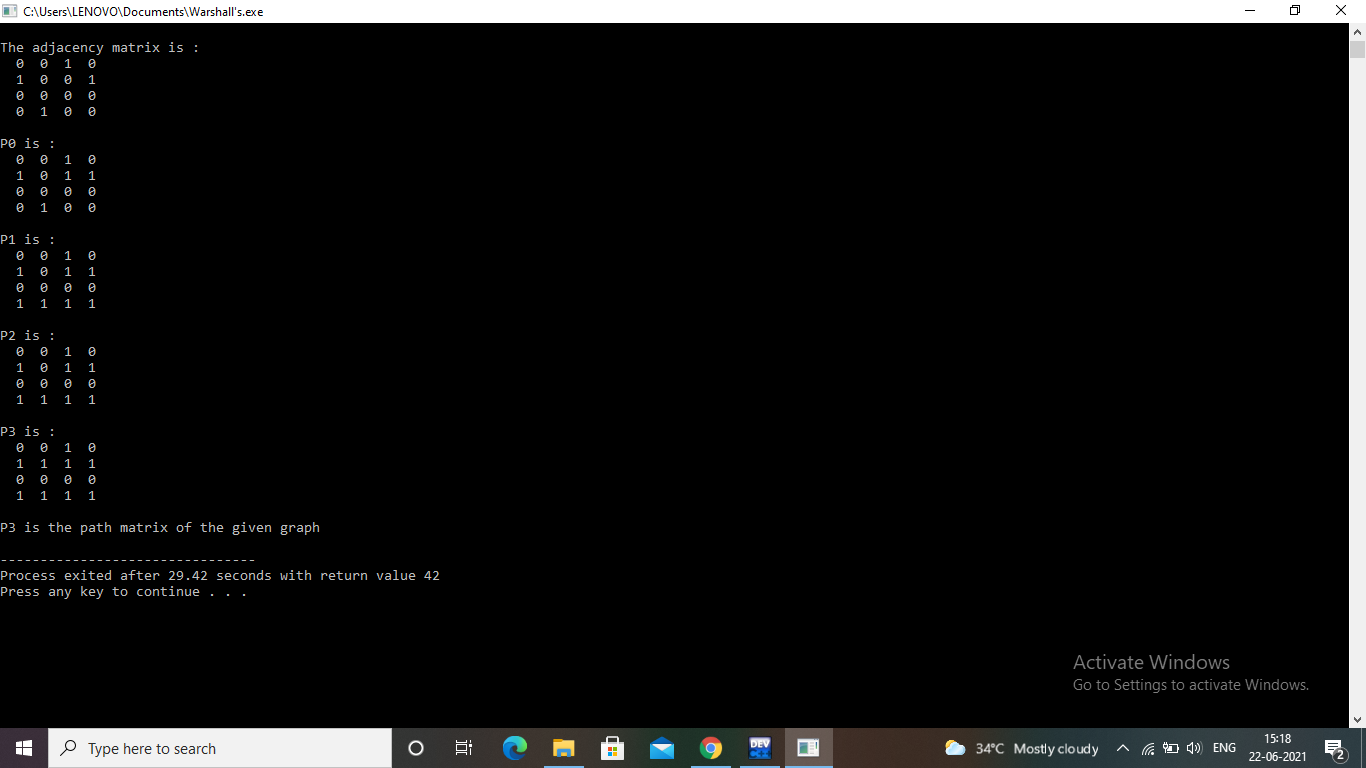 C:\Users\LENOVO\Documents\Warshall's.exe
The adjacency matrix is :
0 0 1 0
1 0 0 1
0 0 0 0
0 1 0 0
P0 is :
0 0 1 0
1 0 1 1
0 0 0 0
0 1 0 0
P1 is :
0 0 1 0
1 0 1 1
0 0 0 0
1 1 1 1
P2 is :
0 0 1 0
1 0 1 1
0 0 0 0
1 1 1 1
P3 is :
0 0 1 0
1 1 1 1
0 0 0 0
1 1 1 1
P3 is the path matrix of the given graph
--------------------------------
Process exited after 29.42 seconds with return value 42
Press any key to continue . . .
Activate Windows
Go to Settings to activate Windows.
Type here to search
DEV
34°C Mostly cloudy
ENG
15:18
22-06-2021
2